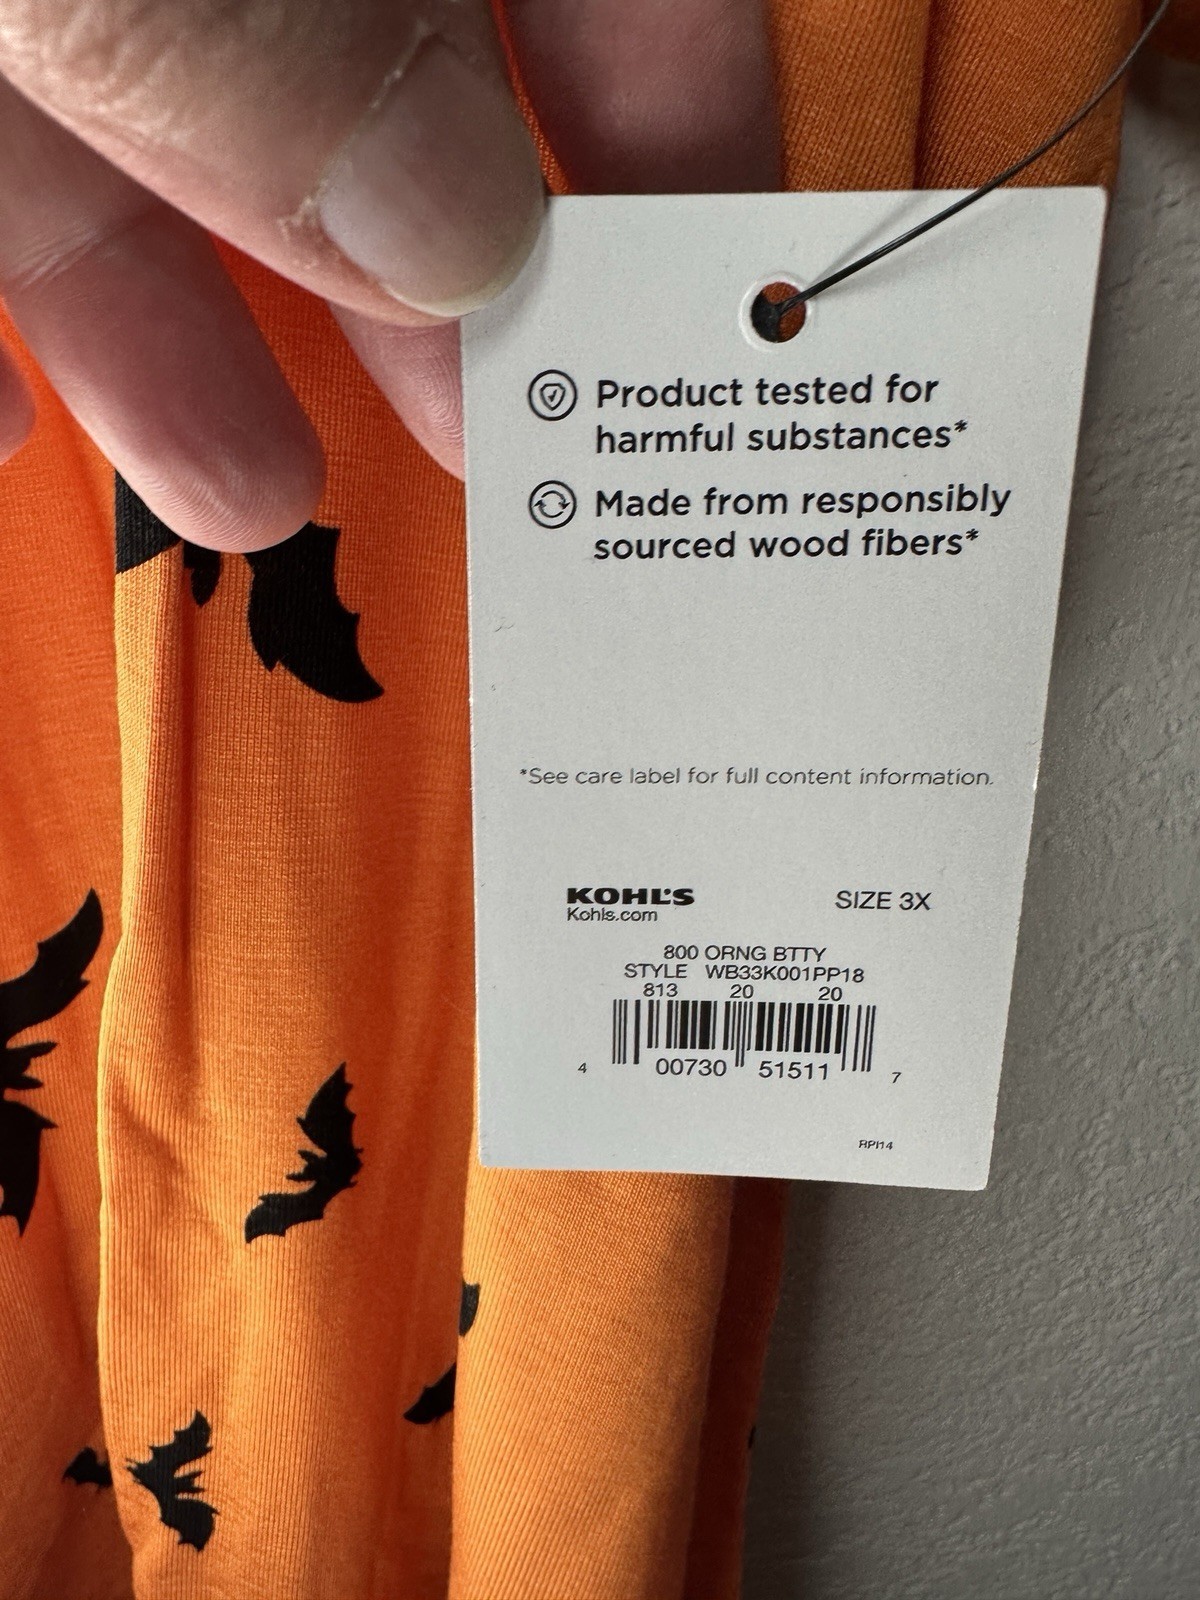 Product tested for
harmful substances*
Made from responsibly
sourced wood fibers*
*See care label for full content information.
KOHL'S
Kohls.com
SIZE 3X
800 ORNG BTTY
STYLE WB33K001PP18
813 20 20
4 00730 51511 7
RPI14